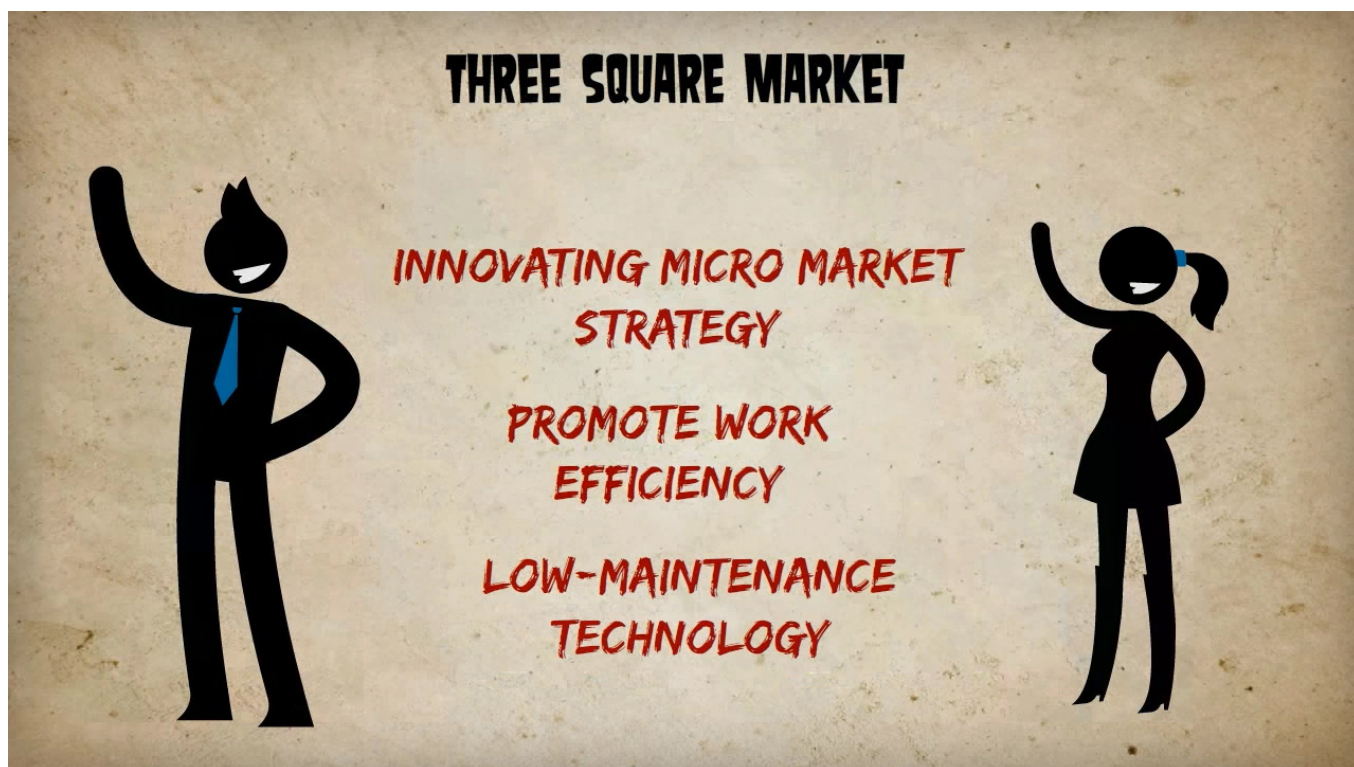 THREE SQUARE MARKET
INNOVATING MICRO MARKET
STRATEGY
PROMOTE WORK
EFFICIENCY
LOW-MAINTENANCE
TECHNOLOGY